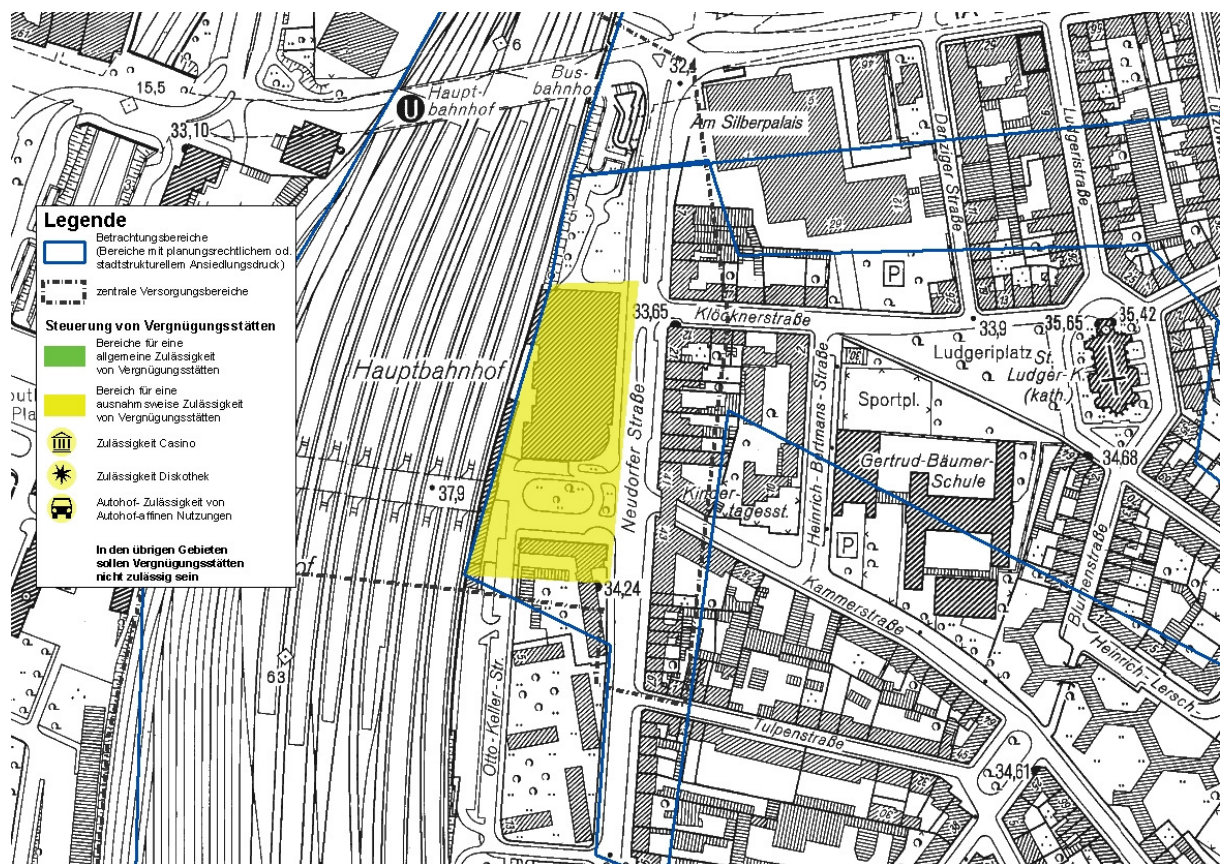 Legende
Betrachtungsbereiche
(Bereiche mit planungsrechtlichem od.
stadtstrukturellem Ansiedlungsdruck)
zentrale Versorgungsbereiche
Steuerung von Vergnügungsstätten
Bereiche für eine
allgemeine Zulässigkeit
von Vergnügungsstätten
Bereich für eine
ausnahmsweise Zulässigkeit
von Vergnügungsstätten
Zulässigkeit Casino
Zulässigkeit Diskothek
Autohof- Zulässigkeit von
Autohof-affinen Nutzungen
In den übrigen Gebieten
sollen Vergnügungsstätten
nicht zulässig sein
15,5
33,10
6
U
Haupt-/
bahnhof
Bus-
bahnhof
32,4
Am Silberpalais
Danziger Straße
Ludgeristraße
P
33,65
Klöcknerstraße
33,9
35,65
35,42
Ludgeriplatz
St.
Ludger-K.
(kath.)
Hauptbahnhof
Sportpl.
34,68
Gertrud-Bäumer-
Schule
Neudorfer Straße
Heinrich-Bertmans-Straße
Kinder-
tagesst.
P
37,9
34,24
Kammerstraße
Blumenstraße
Heinrich-Lersch-
63
Otto-Keller-Str.
Tulpenstraße
34,61